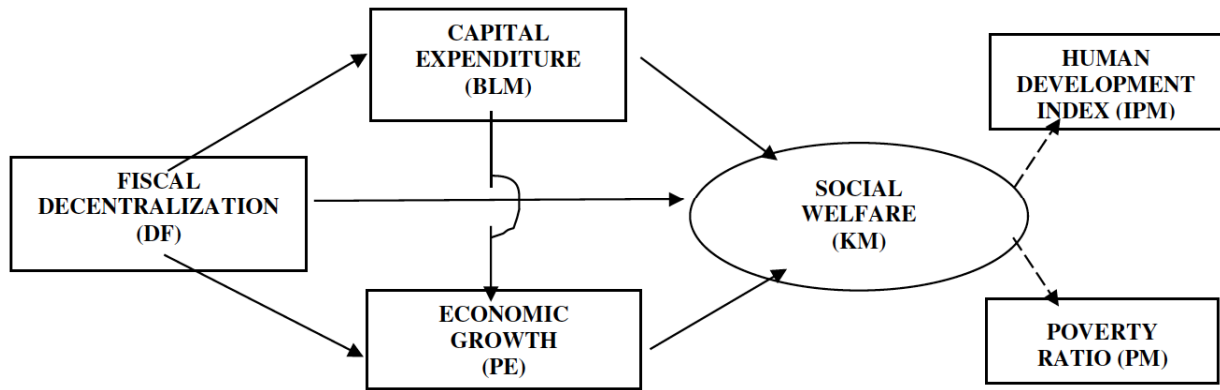 CAPITAL
EXPENDITURE
(BLM)
HUMAN
DEVELOPMENT
INDEX (IPM)
FISCAL
DECENTRALIZATION
(DF)
SOCIAL
WELFARE
(KM)
ECONOMIC
GROWTH
(PE)
POVERTY
RATIO (PM)